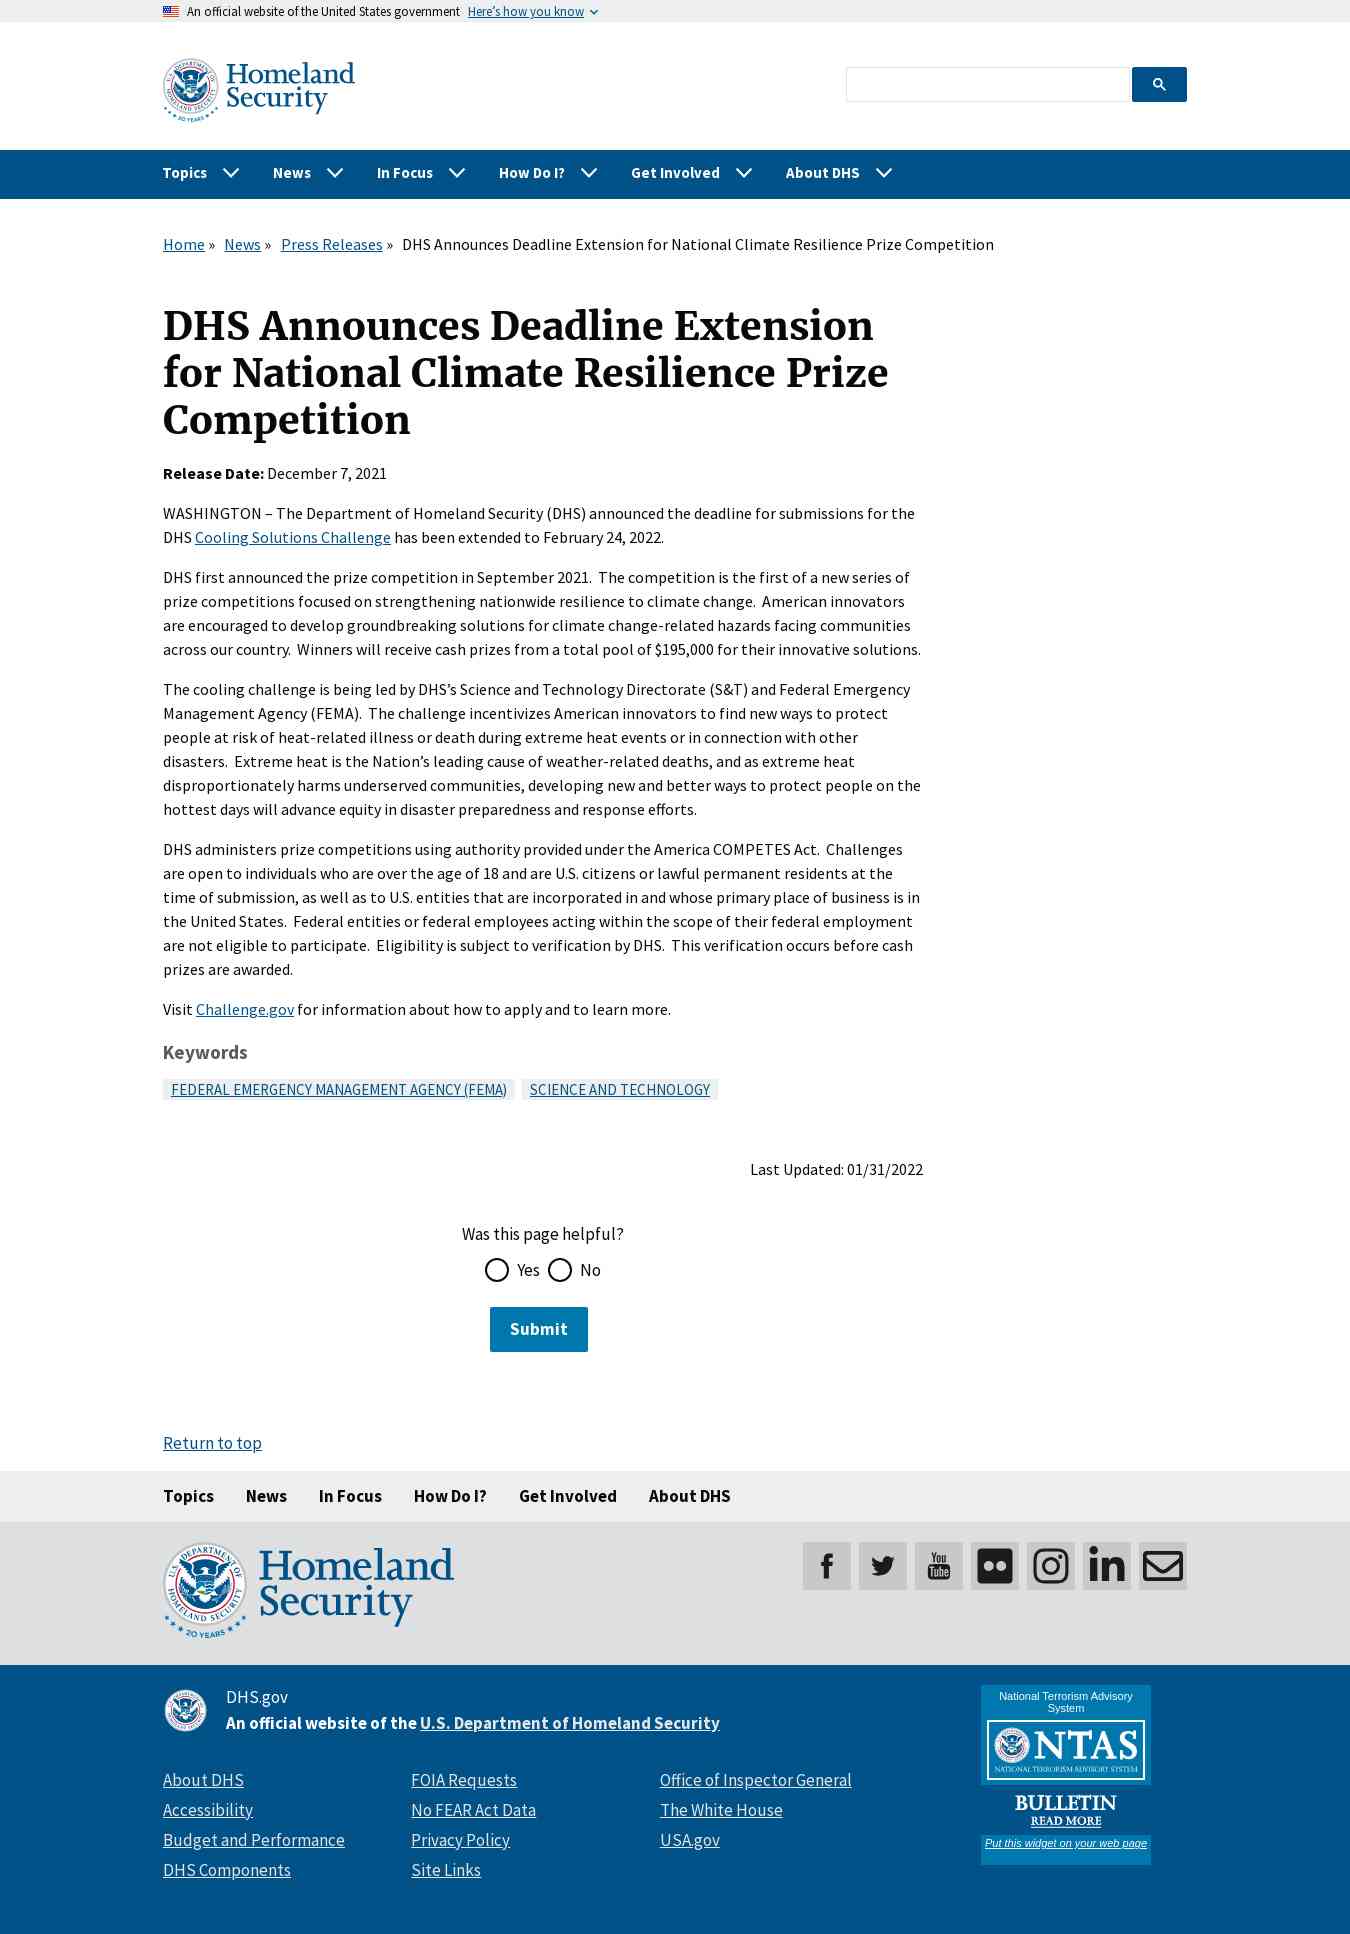 An official website of the United States government Here’s how you know
U.S. DEPARTMENT OF HOMELAND SECURITY
20 YEARS
Homeland
Security
Topics News In Focus How Do I? Get Involved About DHS
Home » News » Press Releases » DHS Announces Deadline Extension for National Climate Resilience Prize Competition
DHS Announces Deadline Extension
for National Climate Resilience Prize
Competition
Release Date: December 7, 2021
WASHINGTON – The Department of Homeland Security (DHS) announced the deadline for submissions for the
DHS Cooling Solutions Challenge has been extended to February 24, 2022.
DHS first announced the prize competition in September 2021.  The competition is the first of a new series of
prize competitions focused on strengthening nationwide resilience to climate change.  American innovators
are encouraged to develop groundbreaking solutions for climate change-related hazards facing communities
across our country.  Winners will receive cash prizes from a total pool of $195,000 for their innovative solutions.
The cooling challenge is being led by DHS’s Science and Technology Directorate (S&T) and Federal Emergency
Management Agency (FEMA).  The challenge incentivizes American innovators to find new ways to protect
people at risk of heat-related illness or death during extreme heat events or in connection with other
disasters.  Extreme heat is the Nation’s leading cause of weather-related deaths, and as extreme heat
disproportionately harms underserved communities, developing new and better ways to protect people on the
hottest days will advance equity in disaster preparedness and response efforts.
DHS administers prize competitions using authority provided under the America COMPETES Act.  Challenges
are open to individuals who are over the age of 18 and are U.S. citizens or lawful permanent residents at the
time of submission, as well as to U.S. entities that are incorporated in and whose primary place of business is in
the United States.  Federal entities or federal employees acting within the scope of their federal employment
are not eligible to participate.  Eligibility is subject to verification by DHS.  This verification occurs before cash
prizes are awarded.
Visit Challenge.gov for information about how to apply and to learn more.
Keywords
FEDERAL EMERGENCY MANAGEMENT AGENCY (FEMA) SCIENCE AND TECHNOLOGY
Last Updated: 01/31/2022
Was this page helpful?
Yes No
Submit
Return to top
Topics News In Focus How Do I? Get Involved About DHS
U.S. DEPARTMENT OF HOMELAND SECURITY
20 YEARS
Homeland
Security
f You Tube in
DHS.gov
An official website of the U.S. Department of Homeland Security
About DHS FOIA Requests Office of Inspector General
Accessibility No FEAR Act Data The White House
Budget and Performance Privacy Policy USA.gov
DHS Components Site Links
National Terrorism Advisory
System
NTAS
NATIONAL TERRORISM ADVISORY SYSTEM
BULLETIN
READ MORE
Put this widget on your web page